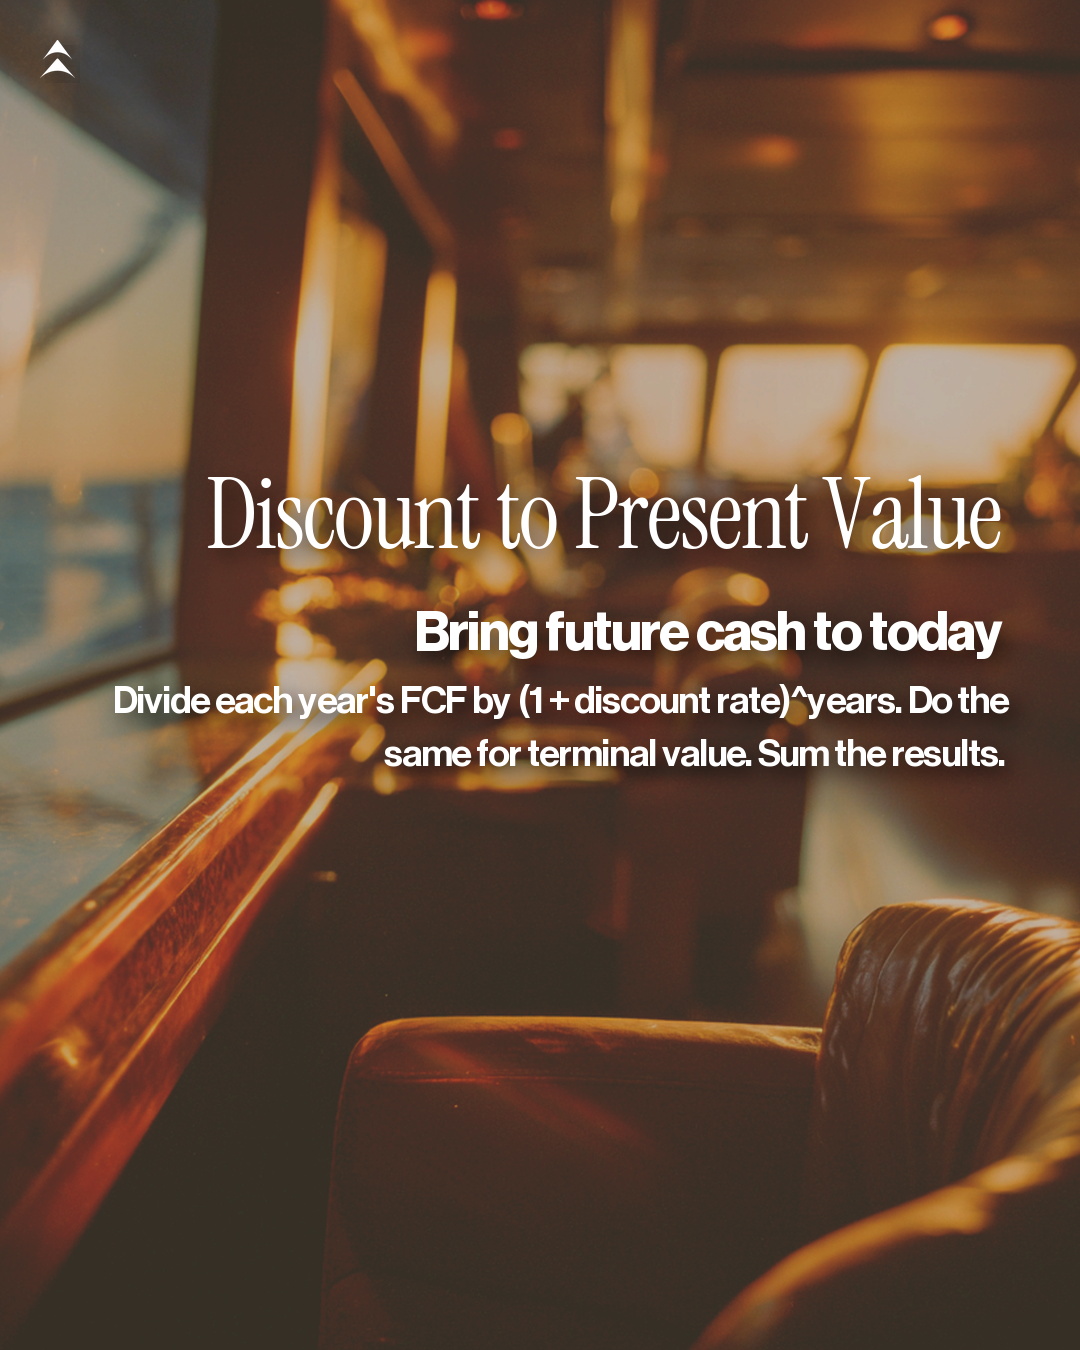 Discount to Present Value
Bring future cash to today
Divide each year's FCF by (1 + discount rate)^years. Do the
same for terminal value. Sum the results.